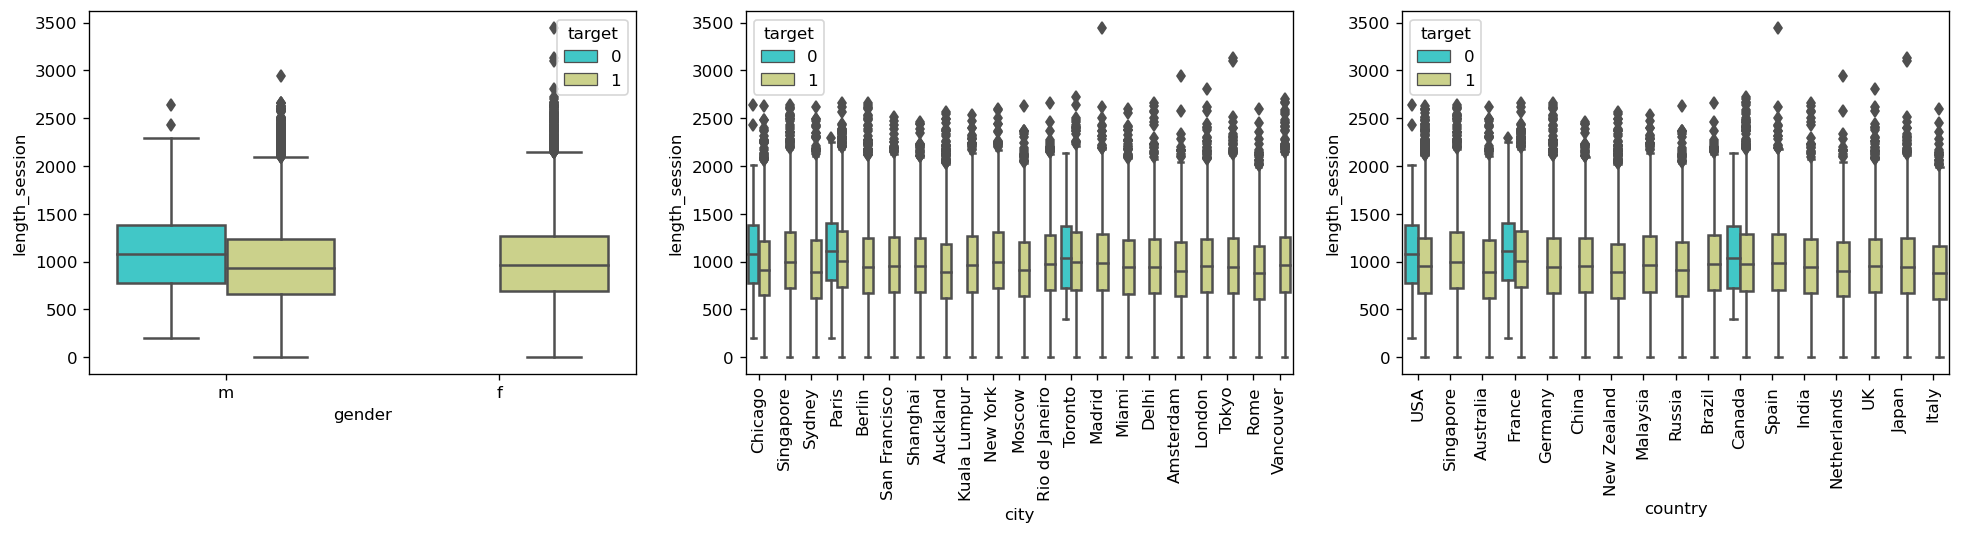 3500
3000
2500
2000
1500
1000
500
0
length_session
target
0
1
m
f
gender
3500
3000
2500
2000
1500
1000
500
0
length_session
target
0
1
Chicago
Singapore
Sydney
Paris
Berlin
San Francisco
Shanghai
Auckland
Kuala Lumpur
New York
Moscow
Rio de Janeiro
Toronto
Madrid
Miami
Delhi
Amsterdam
London
Tokyo
Rome
Vancouver
city
3500
3000
2500
2000
1500
1000
500
0
length_session
target
0
1
USA
Singapore
Australia
France
Germany
China
New Zealand
Malaysia
Russia
Brazil
Canada
Spain
India
Netherlands
UK
Japan
Italy
country